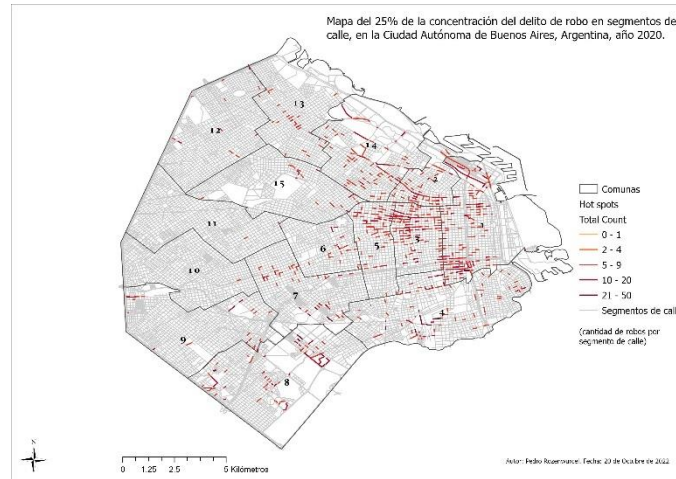 Mapa del 25% de la concentración del delito de robo en segmentos de
calle, en la Ciudad Autónoma de Buenos Aires, Argentina, año 2020.
13
12
14
2
15
1
11
6
5
3
10
7
4
9
8
Comunas
Hot spots
Total Count
0 - 1
2 - 4
5 - 9
10 - 20
21 - 50
Segmentos de call
(cantidad de robos por
segmento de calle)
N
0 1.25 2.5 5 Kilómetros
Autor: Pedro Rozenwurcel. Fecha: 20 de Octubre de 2022